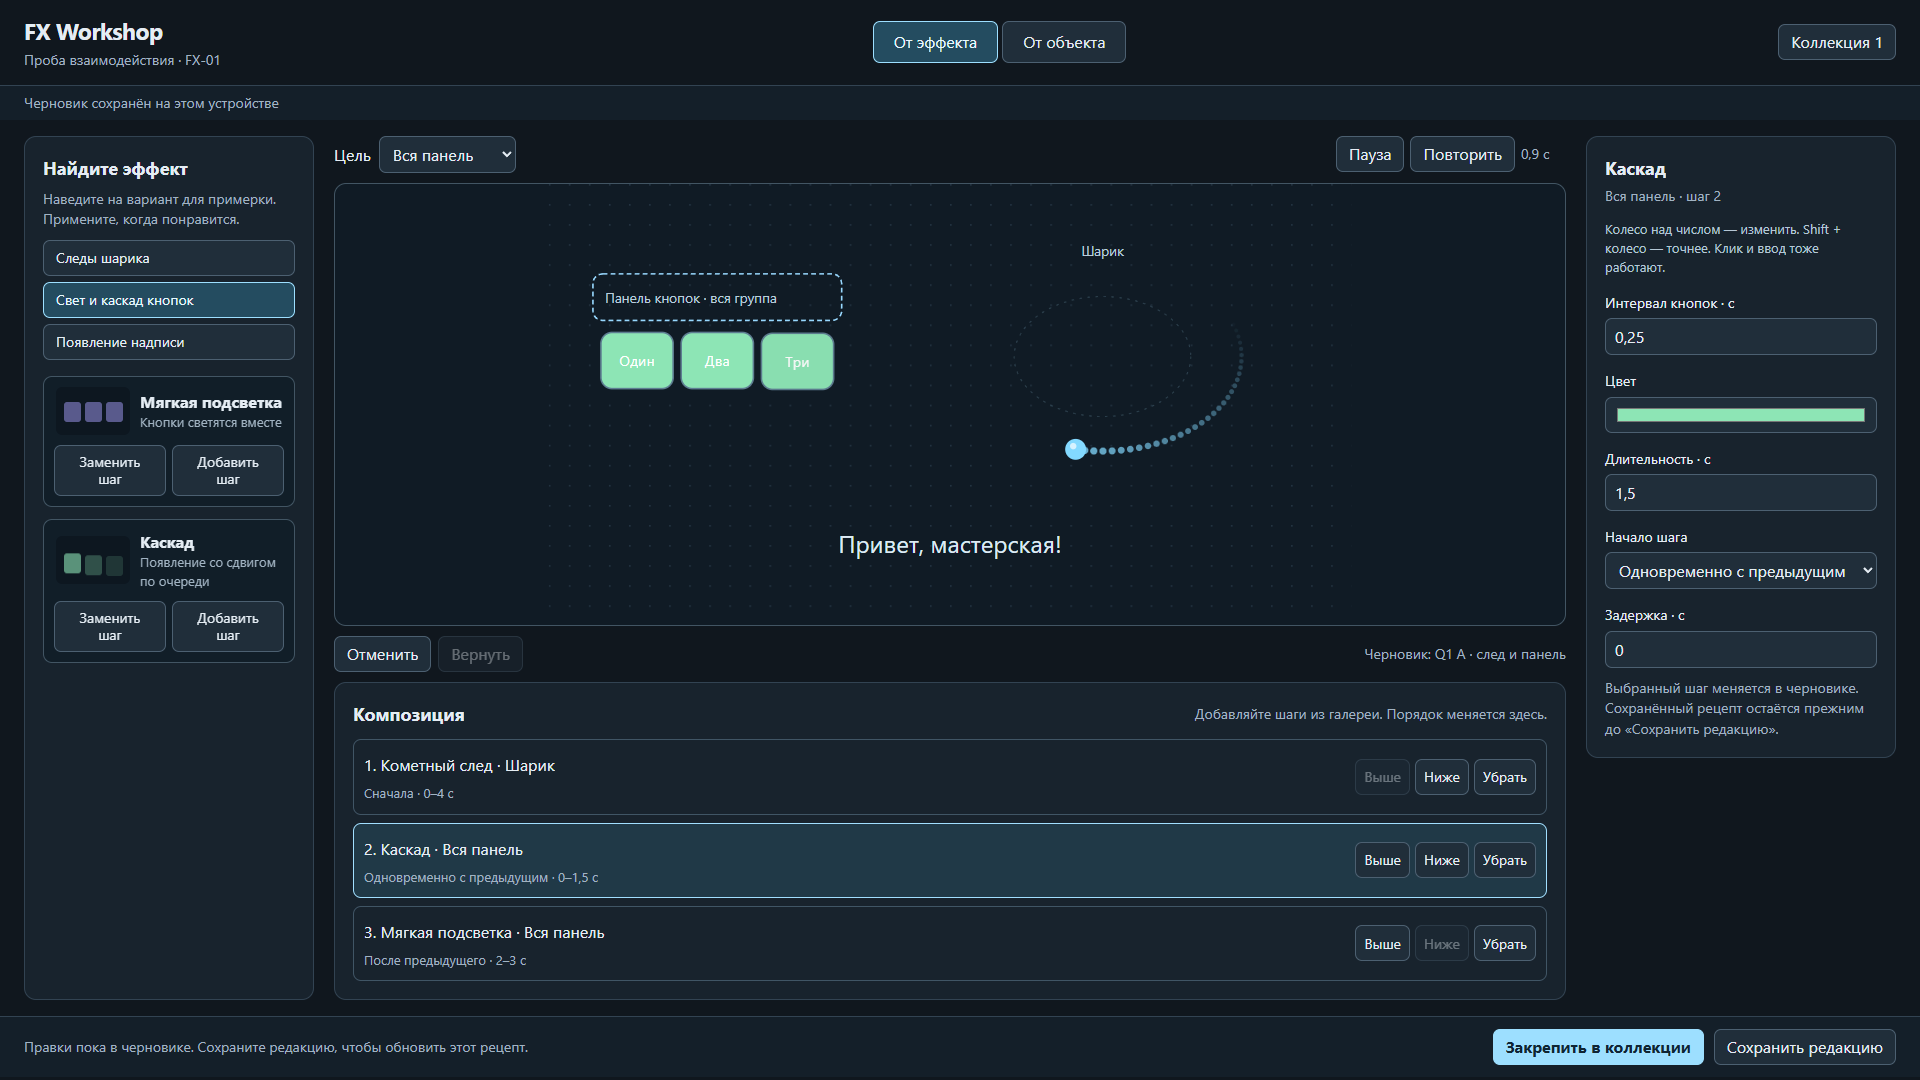 FX Workshop
Проба взаимодействия · FX-01
От эффекта
От объекта
Коллекция 1
Черновик сохранён на этом устройстве
Найдите эффект
Наведите на вариант для примерки.
Примените, когда понравится.
Следы шарика
Свет и каскад кнопок
Появление надписи
Мягкая подсветка
Кнопки светятся вместе
Заменить
шаг
Добавить
шаг
Каскад
Появление со сдвигом
по очереди
Заменить
шаг
Добавить
шаг
Цель
Вся панель
Пауза
Повторить
0,9 с
Шарик
Панель кнопок · вся группа
Один
Два
Три
Привет, мастерская!
Отменить
Вернуть
Черновик: Q1 A · след и панель
Композиция
Добавляйте шаги из галереи. Порядок меняется здесь.
1. Кометный след · Шарик
Сначала · 0–4 с
Выше
Ниже
Убрать
2. Каскад · Вся панель
Одновременно с предыдущим · 0–1,5 с
Выше
Ниже
Убрать
3. Мягкая подсветка · Вся панель
После предыдущего · 2–3 с
Выше
Ниже
Убрать
Каскад
Вся панель · шаг 2
Колесо над числом — изменить. Shift +
колесо — точнее. Клик и ввод тоже
работают.
Интервал кнопок · с
0,25
Цвет
Длительность · с
1,5
Начало шага
Одновременно с предыдущим
Задержка · с
0
Выбранный шаг меняется в черновике.
Сохранённый рецепт остаётся прежним
до «Сохранить редакцию».
Правки пока в черновике. Сохраните редакцию, чтобы обновить этот рецепт.
Закрепить в коллекции
Сохранить редакцию